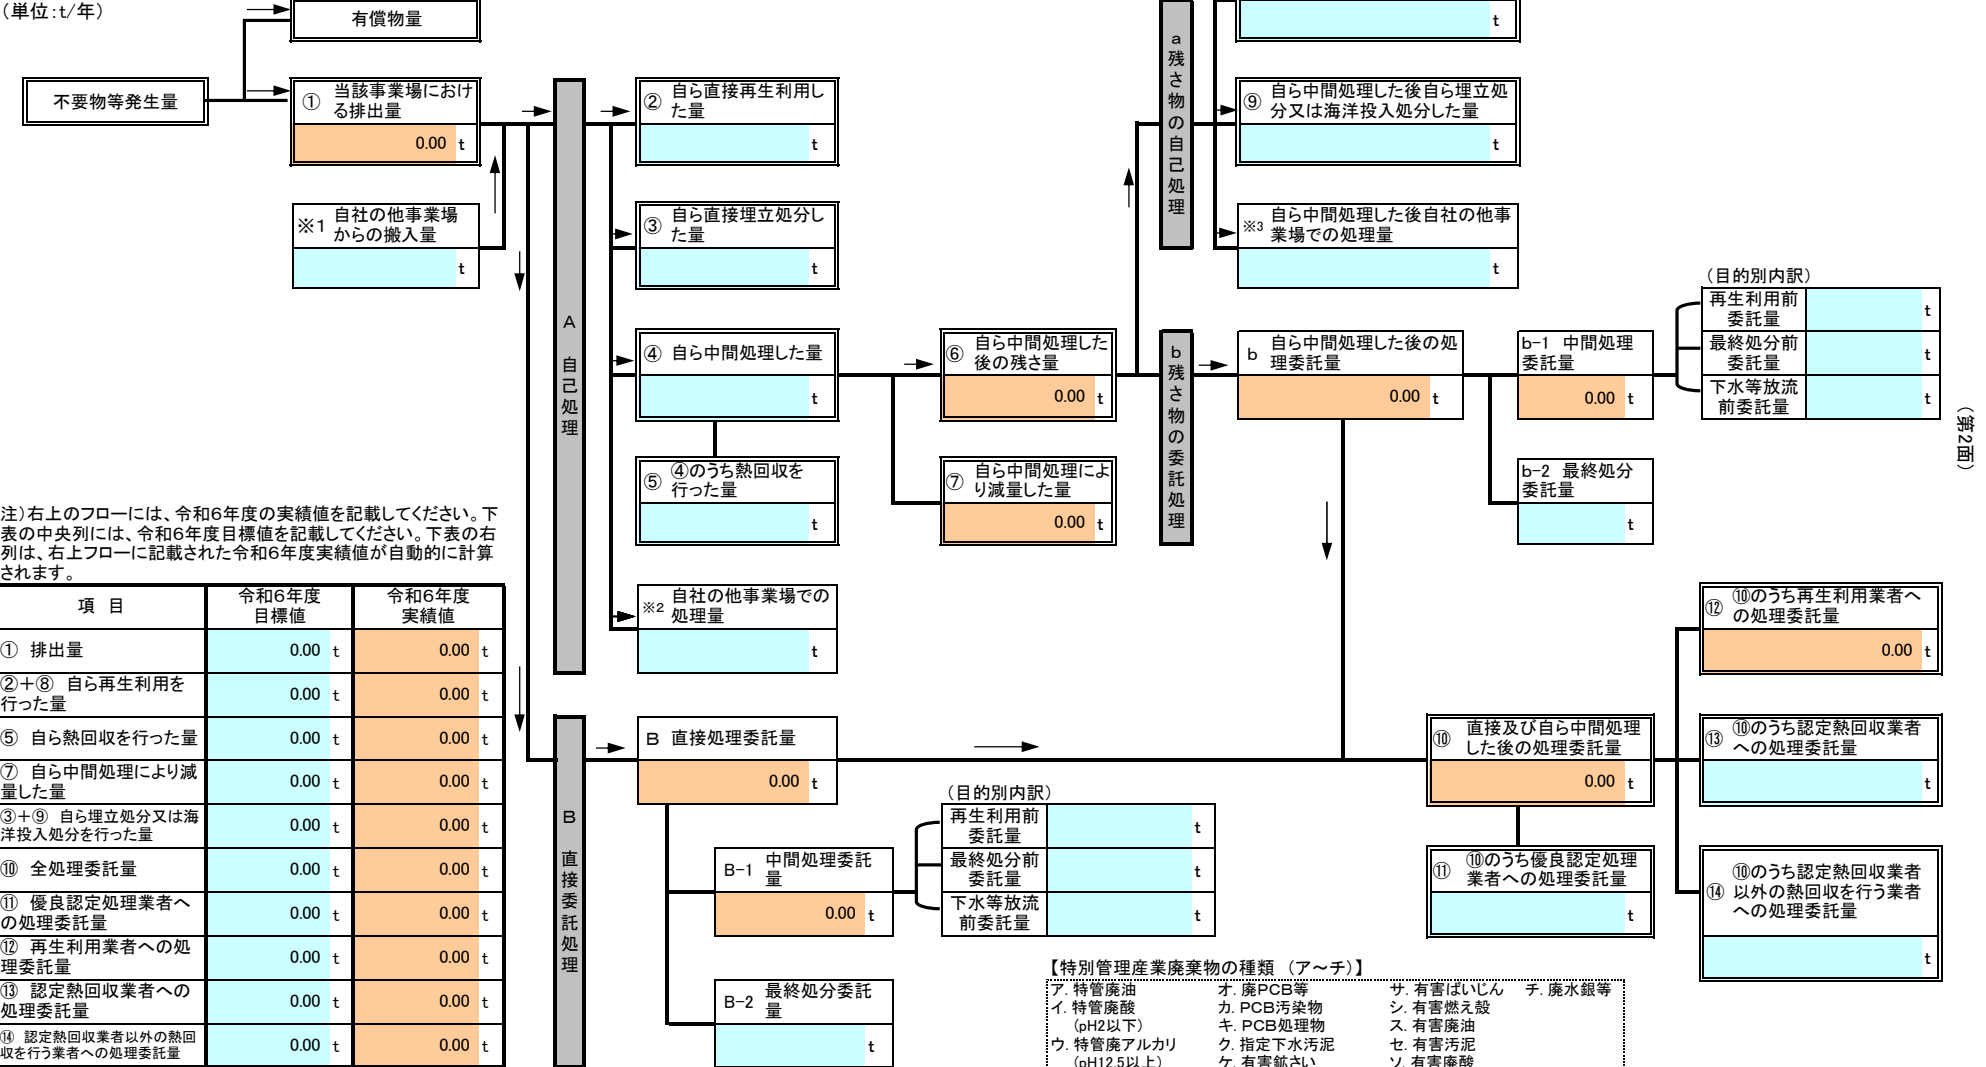 （単位:t/年）
有償物量
t
不要物等発生量
① 当該事業場におけ
る排出量
0.00 t
※1 自社の他事業場
からの搬入量
t
A 自己処理
② 自ら直接再生利用し
た量
t
③ 自ら直接埋立処分し
た量
t
④ 自ら中間処理した量
t
⑤ ④のうち熱回収を
行った量
t
※2 自社の他事業場での
処理量
t
⑥ 自ら中間処理した
後の残さ量
0.00 t
⑦ 自ら中間処理によ
り減量した量
0.00 t
a 残さ物の自己処理
⑨ 自ら中間処理した後自ら埋立処
分又は海洋投入処分した量
t
※3 自ら中間処理した後自社の他事
業場での処理量
t
b 残さ物の委託処理
b 自ら中間処理した後の処
理委託量
0.00 t
b-1 中間処理
委託量
0.00 t
（目的別内訳）
再生利用前
委託量
t
最終処分前
委託量
t
下水等放流
前委託量
t
b-2 最終処分
委託量
t
（第2面）
注)右上のフローには、令和6年度の実績値を記載してください。下
表の中央列には、令和6年度目標値を記載してください。下表の右
列は、右上フローに記載された令和6年度実績値が自動的に計算
されます。
項 目
令和6年度
目標値
令和6年度
実績値
① 排出量 0.00 t 0.00 t
②＋⑧ 自ら再生利用を
行った量 0.00 t 0.00 t
⑤ 自ら熱回収を行った量 0.00 t 0.00 t
⑦ 自ら中間処理により減
量した量 0.00 t 0.00 t
③＋⑨ 自ら埋立処分又は海
洋投入処分を行った量 0.00 t 0.00 t
⑩ 全処理委託量 0.00 t 0.00 t
⑪ 優良認定処理業者へ
の処理委託量 0.00 t 0.00 t
⑫ 再生利用業者への処
理委託量 0.00 t 0.00 t
⑬ 認定熱回収業者への
処理委託量 0.00 t 0.00 t
⑭ 認定熱回収業者以外の熱回
収を行う業者への処理委託量 0.00 t 0.00 t
B 直接委託処理
B 直接処理委託量
0.00 t
B-1 中間処理委託
量
0.00 t
（目的別内訳）
再生利用前
委託量
t
最終処分前
委託量
t
下水等放流
前委託量
t
B-2 最終処分委託
量
t
⑩ 直接及び自ら中間処理
した後の処理委託量
0.00 t
⑪ ⑩のうち優良認定処理
業者への処理委託量
t
⑫ ⑩のうち再生利用業者へ
の処理委託量
0.00 t
⑬ ⑩のうち認定熱回収業者
への処理委託量
t
⑭ ⑩のうち認定熱回収業者
以外の熱回収を行う業者
への処理委託量
t
【特別管理産業廃棄物の種類 （ア～チ）】
ア. 特管廃油 オ. 廃PCB等 サ. 有害ばいじん チ. 廃水銀等
イ. 特管廃酸 カ. PCB汚染物 シ. 有害燃え殻
（pH2以下） キ. PCB処理物 ス. 有害廃油
ウ. 特管廃アルカリ ク. 指定下水汚泥 セ. 有害汚泥
（pH12.5以上） ケ. 有害鉱さい ソ. 有害廃酸